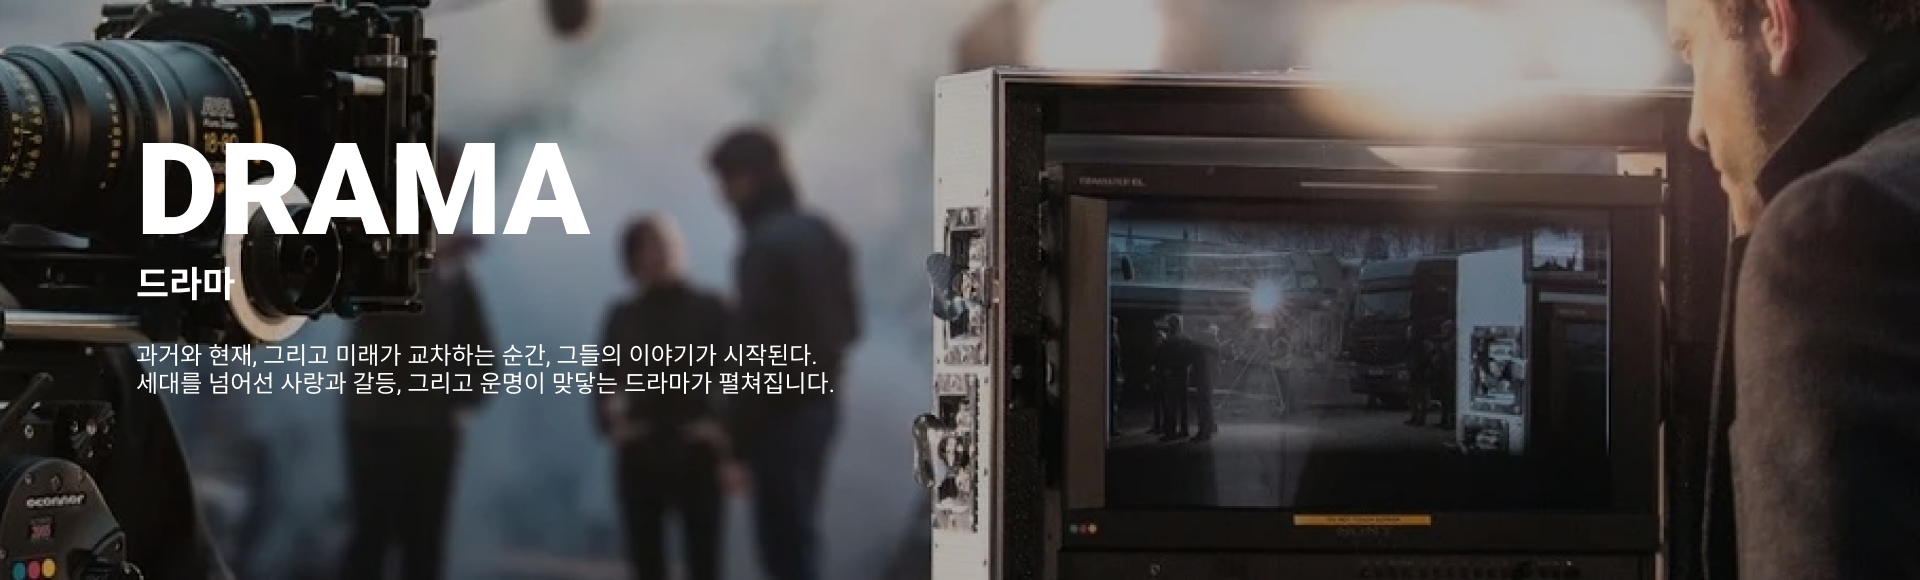 DRAMA
드라마
과거와 현재, 그리고 미래가 교차하는 순간, 그들의 이야기가 시작된다.
세대를 넘어선 사랑과 갈등, 그리고 운명이 맞닿는 드라마가 펼쳐집니다.
oconnor